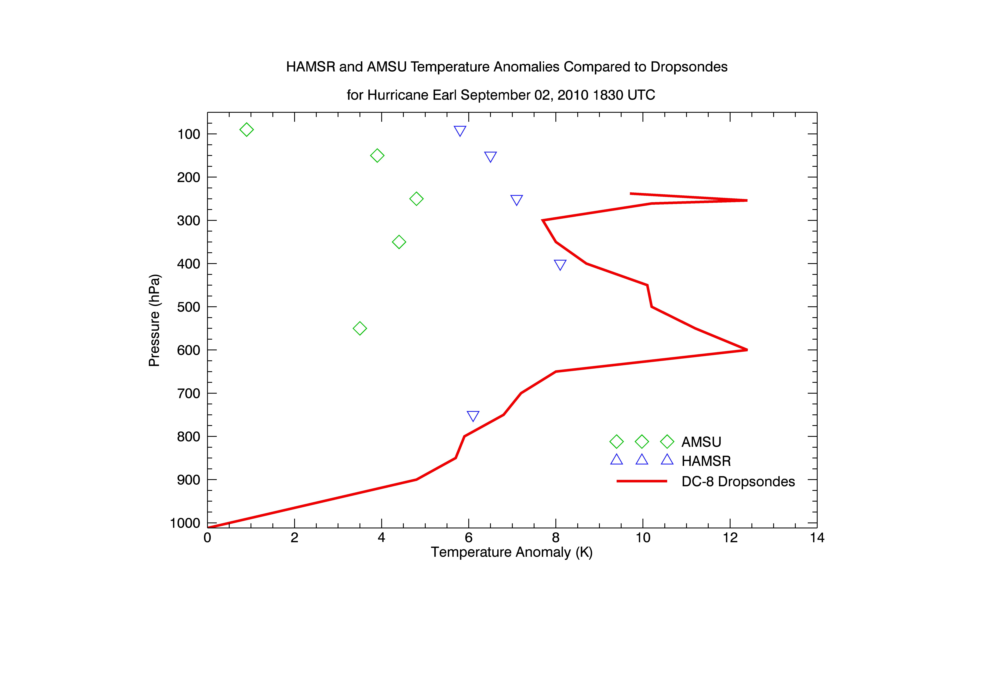 HAMSR and AMSU Temperature Anomalies Compared to Dropsondes
for Hurricane Earl September 02, 2010 1830 UTC
100
200
300
400
500
600
700
800
900
1000
Pressure (hPa)
AMSU
HAMSR
DC-8 Dropsondes
0 2 4 6 8 10 12 14
Temperature Anomaly (K)